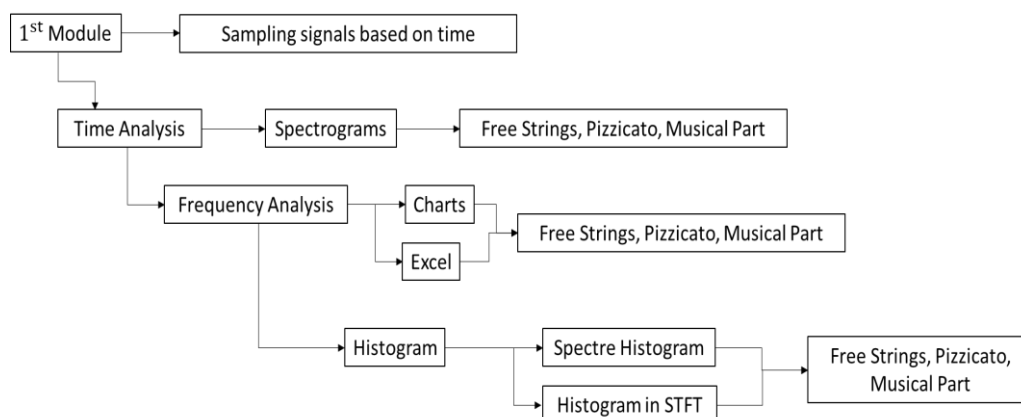 1st Module
Sampling signals based on time
Time Analysis
Spectrograms
Free Strings, Pizzicato, Musical Part
Frequency Analysis
Charts
Excel
Free Strings, Pizzicato, Musical Part
Histogram
Spectre Histogram
Histogram in STFT
Free Strings, Pizzicato,
Musical Part